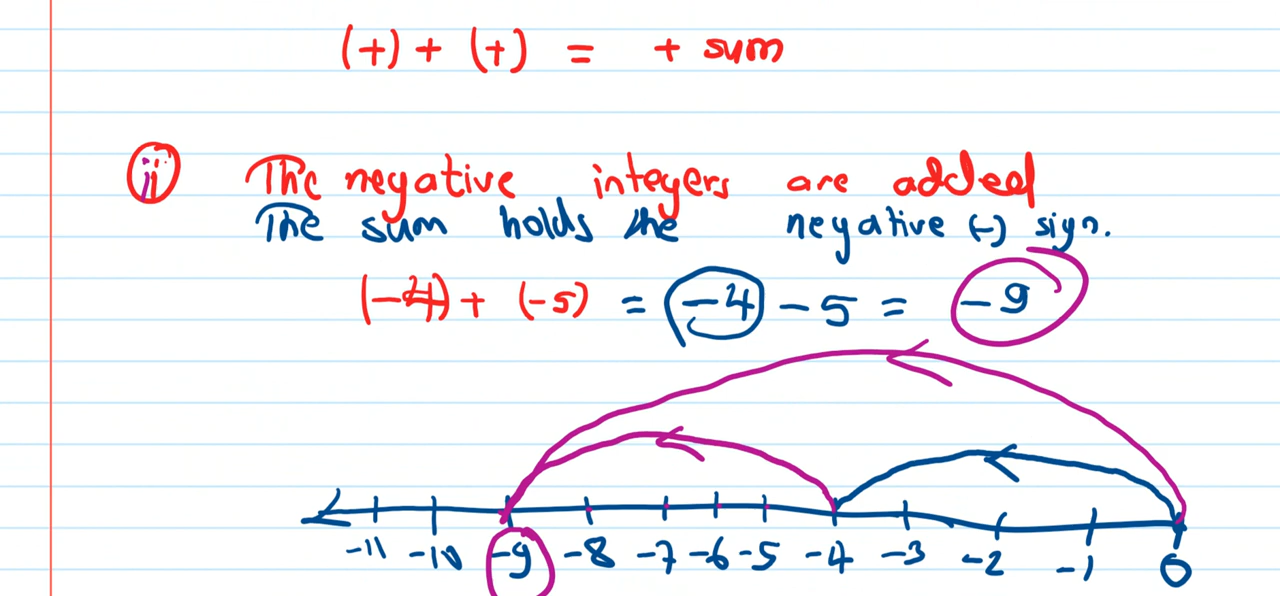 (+) + (+) = + sum
ii The negative integers are added
The sum holds the negative (-) sign.
(-4) + (-5) = -4 - 5 = -9
-11 -10 -9 -8 -7 -6 -5 -4 -3 -2 -1 0